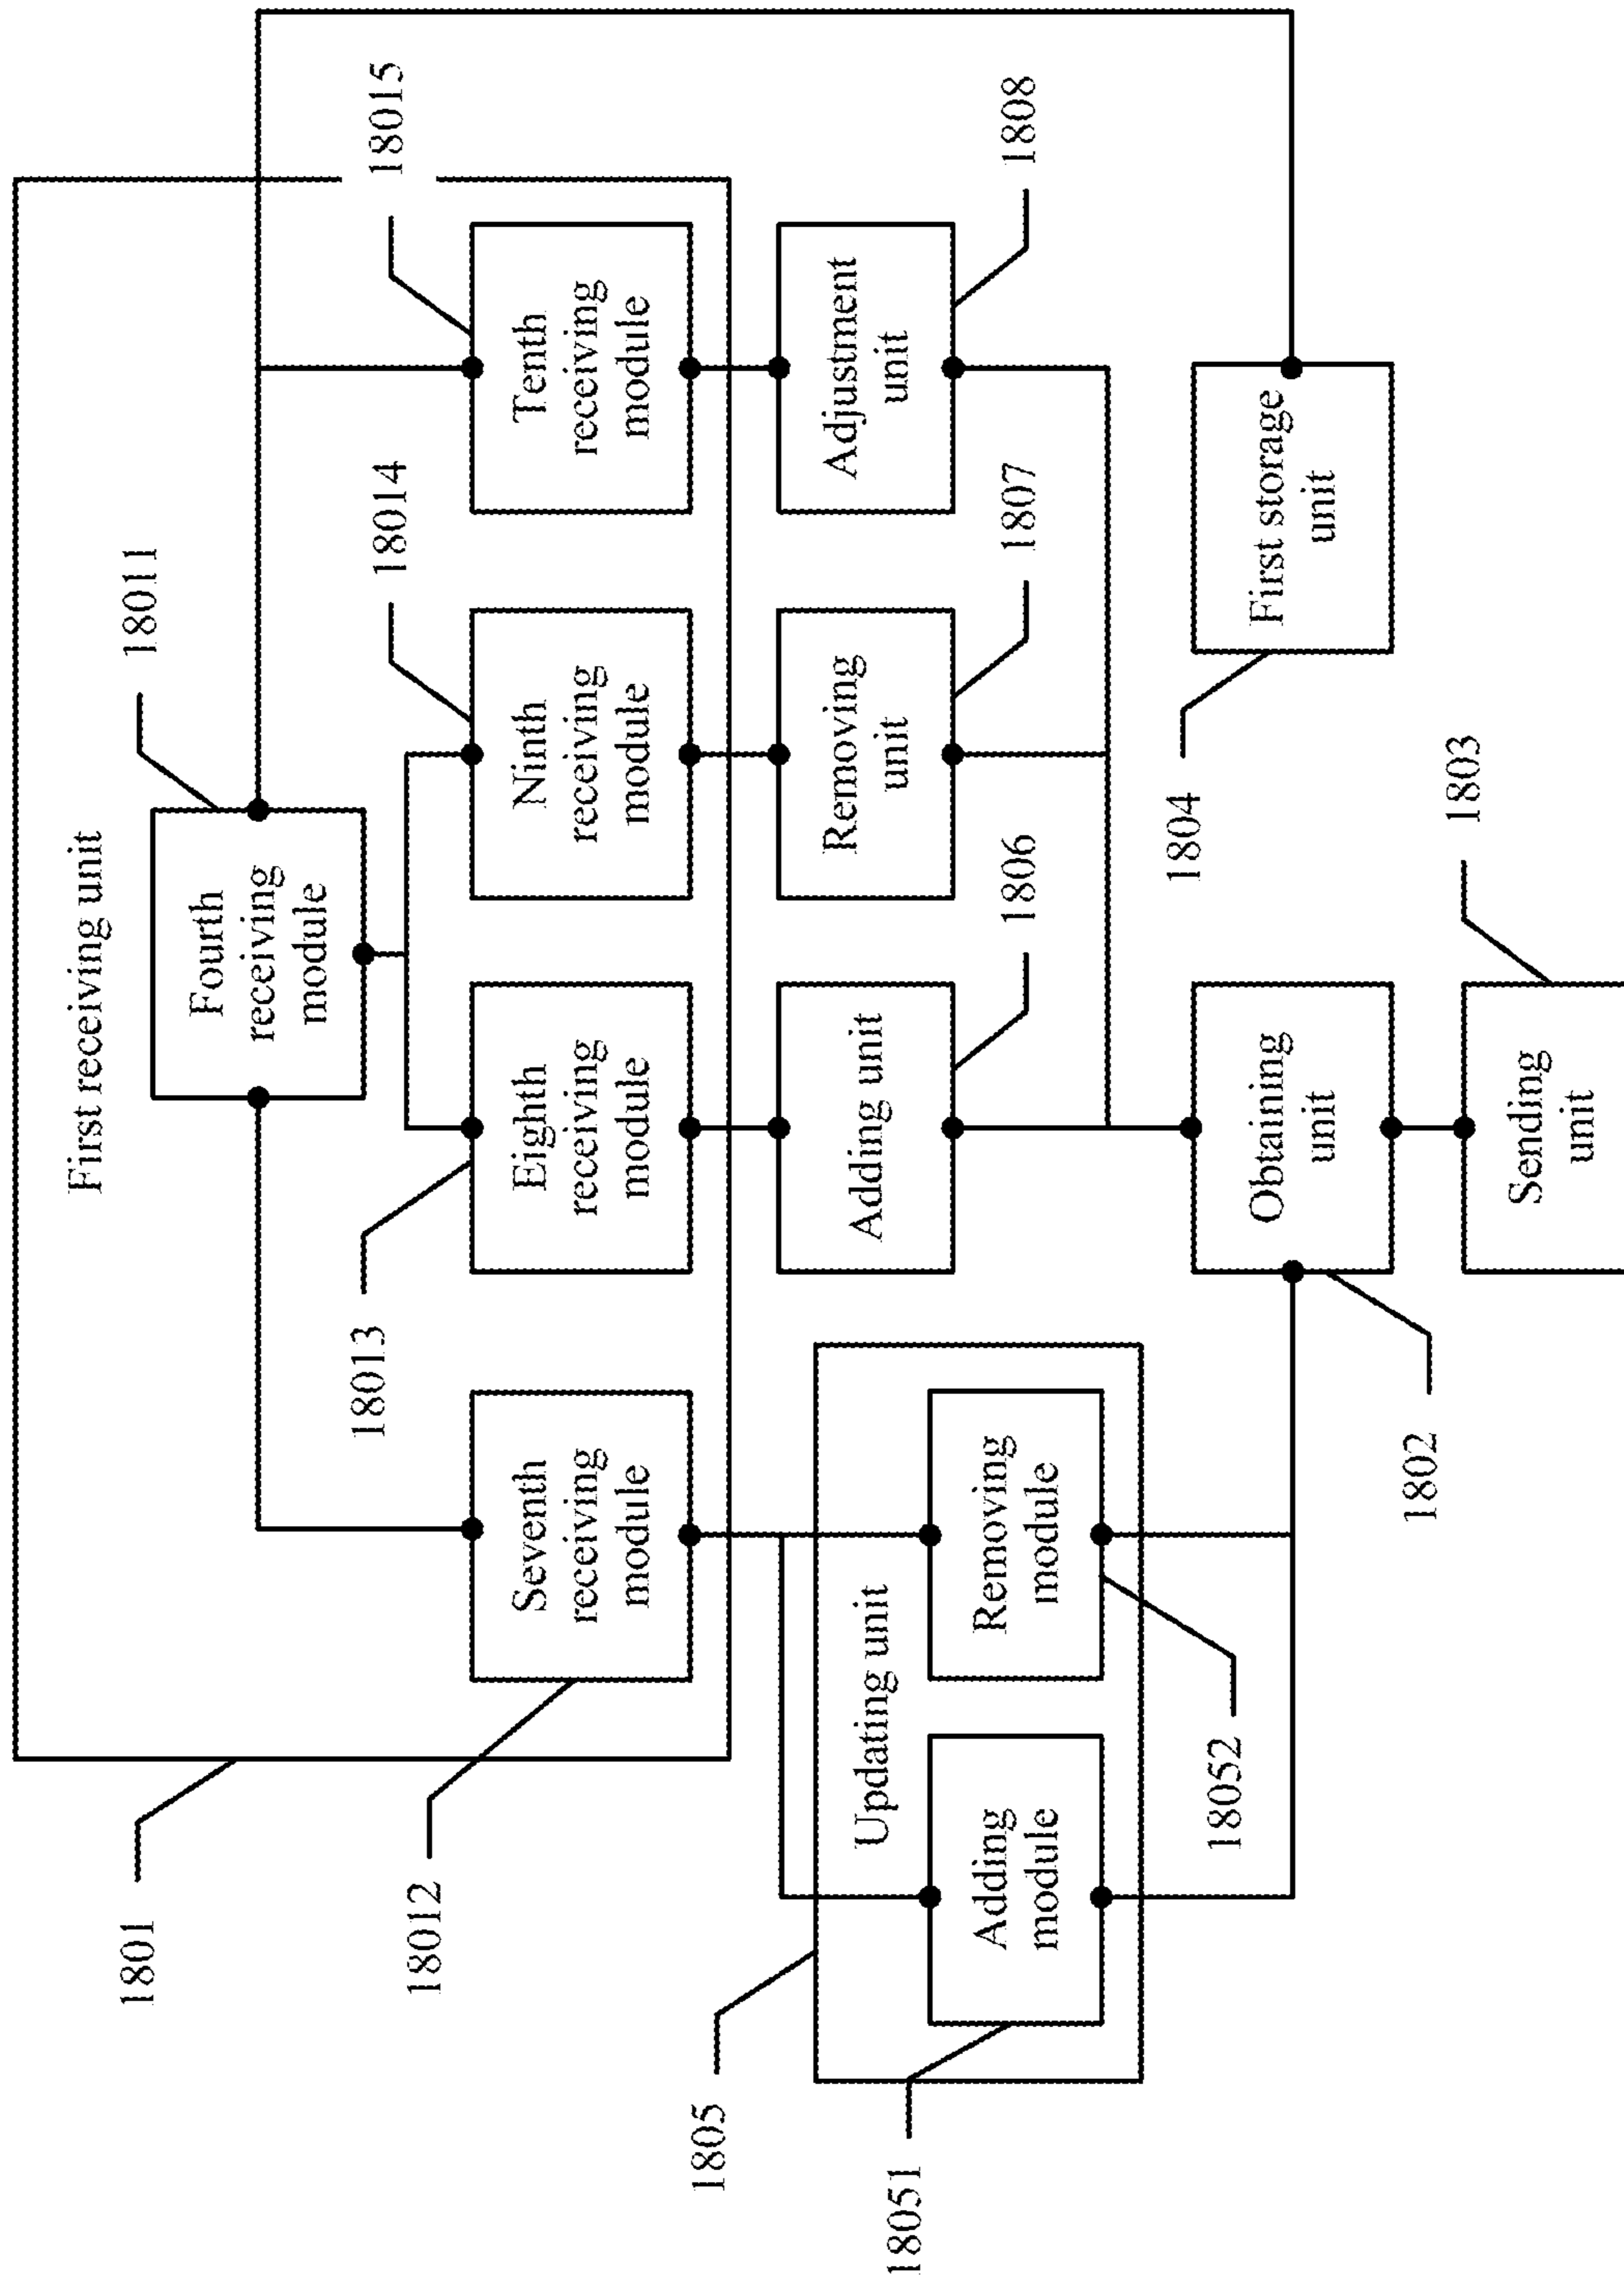 First receiving unit
18011
Fourth
receiving
module
1801
18012
18013
18014
18015
Seventh
receiving
module
Eighth
receiving
module
Ninth
receiving
module
Tenth
receiving
module
1805
Updating unit
Adding
module
Removing
module
18051
18052
Adding unit
1806
Removing
unit
1807
Adjustment
unit
1808
Obtaining
unit
1802
First storage
unit
1804
Sending
unit
1803